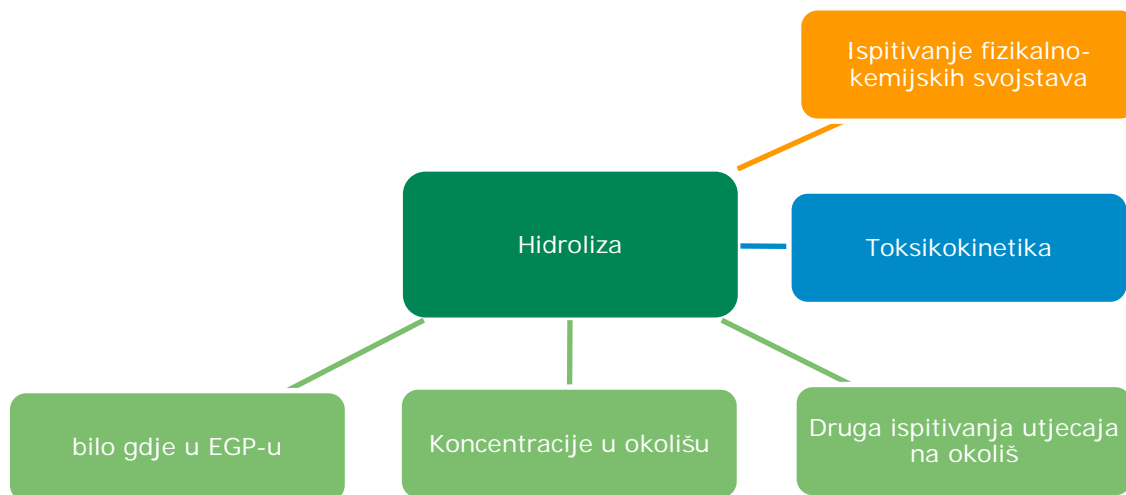 Ispitivanje fizikalno-
kemijskih svojstava
Hidroliza
Toksikokinetika
bilo gdje u EGP-u
Koncentracije u okolišu
Druga ispitivanja utjecaja
na okoliš